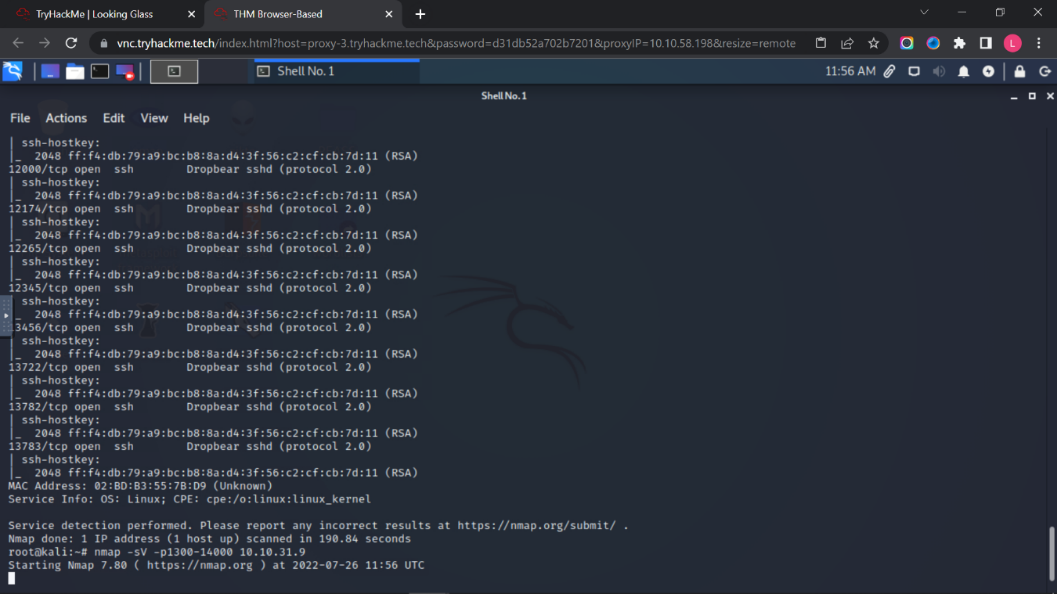 TryHackMe | Looking Glass
THM Browser-Based
vnc.tryhackme.tech/index.html?host=proxy-3.tryhackme.tech&password=d31db52a702b7201&proxyIP=10.10.58.198&resize=remote
L
Shell No. 1
11:56 AM
Shell No. 1
File Actions Edit View Help
| ssh-hostkey:
|_ 2048 ff:f4:db:79:a9:bc:b8:8a:d4:3f:56:c2:cf:cb:7d:11 (RSA)
12000/tcp open ssh Dropbear sshd (protocol 2.0)
| ssh-hostkey:
|_ 2048 ff:f4:db:79:a9:bc:b8:8a:d4:3f:56:c2:cf:cb:7d:11 (RSA)
12174/tcp open ssh Dropbear sshd (protocol 2.0)
| ssh-hostkey:
|_ 2048 ff:f4:db:79:a9:bc:b8:8a:d4:3f:56:c2:cf:cb:7d:11 (RSA)
12265/tcp open ssh Dropbear sshd (protocol 2.0)
| ssh-hostkey:
|_ 2048 ff:f4:db:79:a9:bc:b8:8a:d4:3f:56:c2:cf:cb:7d:11 (RSA)
12345/tcp open ssh Dropbear sshd (protocol 2.0)
| ssh-hostkey:
|_ 2048 ff:f4:db:79:a9:bc:b8:8a:d4:3f:56:c2:cf:cb:7d:11 (RSA)
13456/tcp open ssh Dropbear sshd (protocol 2.0)
| ssh-hostkey:
|_ 2048 ff:f4:db:79:a9:bc:b8:8a:d4:3f:56:c2:cf:cb:7d:11 (RSA)
13722/tcp open ssh Dropbear sshd (protocol 2.0)
| ssh-hostkey:
|_ 2048 ff:f4:db:79:a9:bc:b8:8a:d4:3f:56:c2:cf:cb:7d:11 (RSA)
13782/tcp open ssh Dropbear sshd (protocol 2.0)
| ssh-hostkey:
|_ 2048 ff:f4:db:79:a9:bc:b8:8a:d4:3f:56:c2:cf:cb:7d:11 (RSA)
13783/tcp open ssh Dropbear sshd (protocol 2.0)
| ssh-hostkey:
|_ 2048 ff:f4:db:79:a9:bc:b8:8a:d4:3f:56:c2:cf:cb:7d:11 (RSA)
MAC Address: 02:BD:B3:55:7B:D9 (Unknown)
Service Info: OS: Linux; CPE: cpe:/o:linux:linux_kernel
Service detection performed. Please report any incorrect results at https://nmap.org/submit/ .
Nmap done: 1 IP address (1 host up) scanned in 190.84 seconds
root@kali:~# nmap -sV -p1300-14000 10.10.31.9
Starting Nmap 7.80 ( https://nmap.org ) at 2022-07-26 11:56 UTC